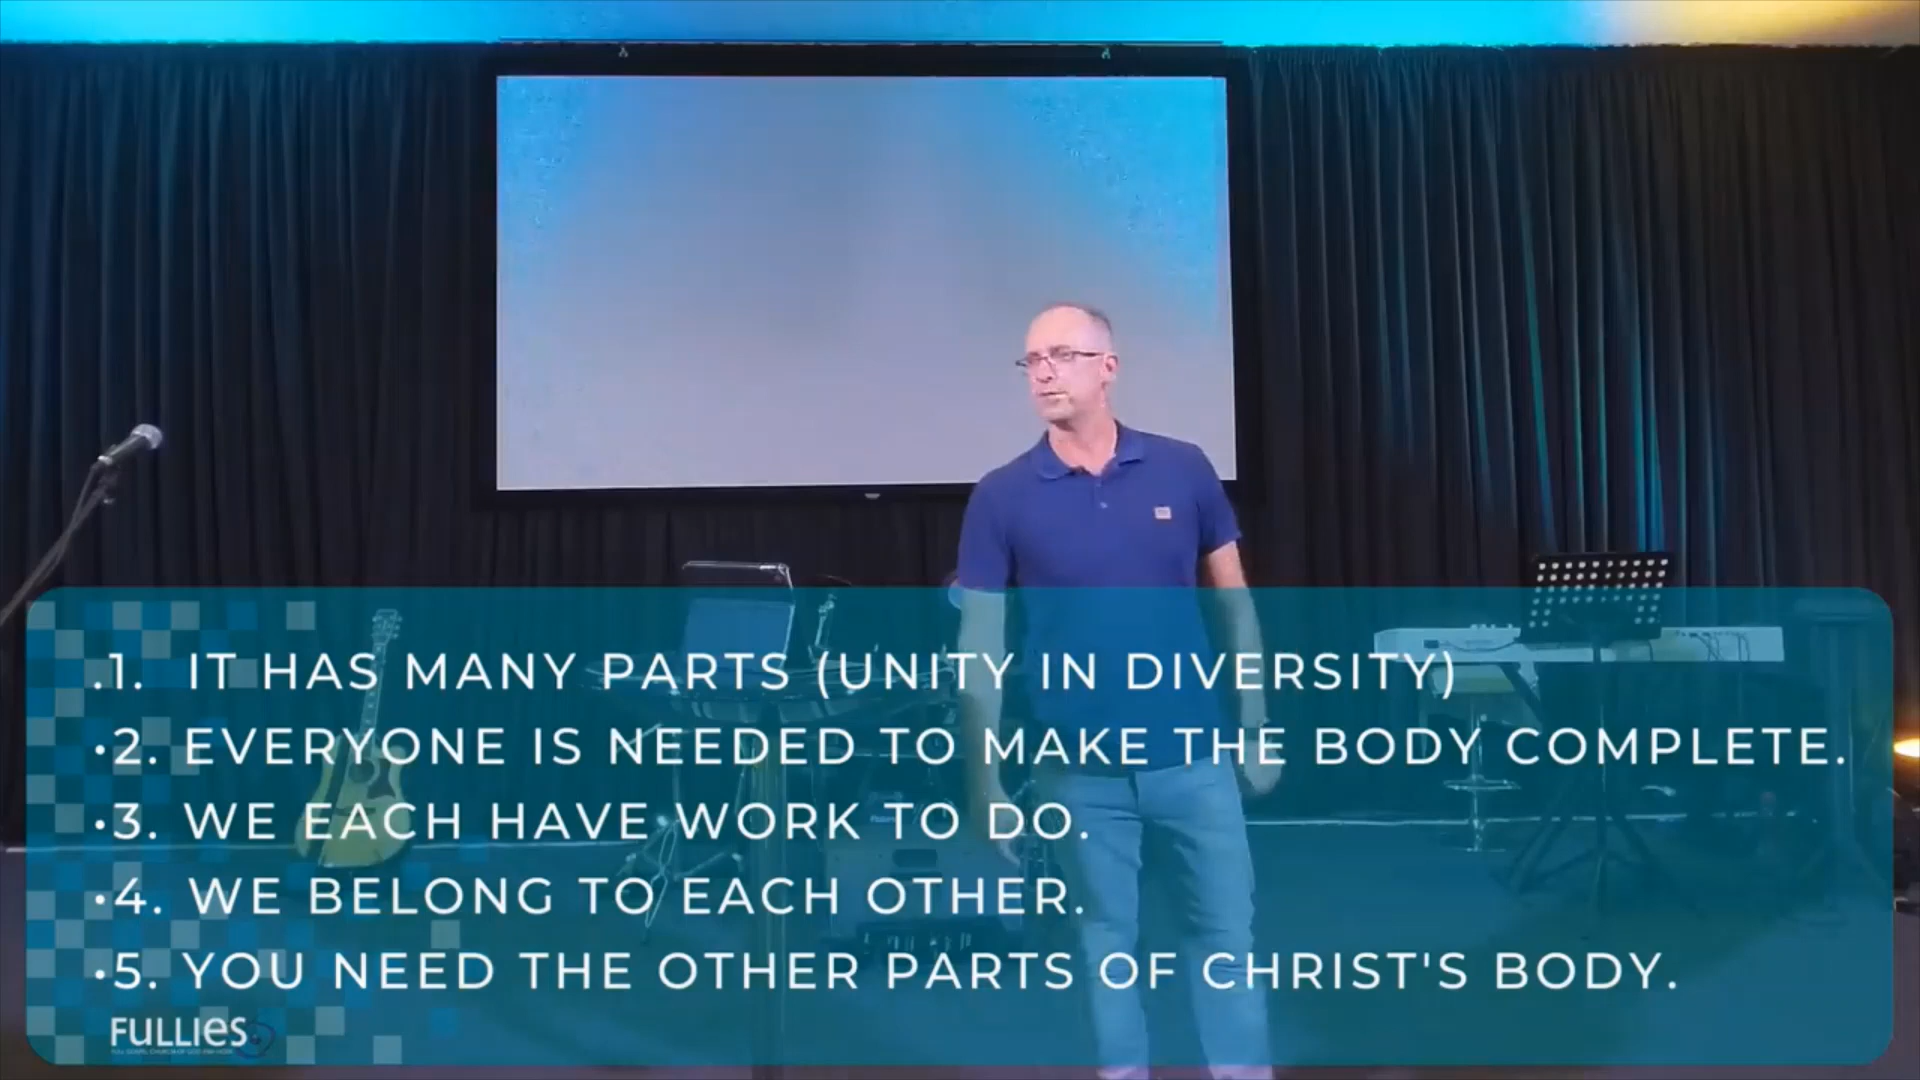 .1. IT HAS MANY PARTS (UNITY IN DIVERSITY)
•2. EVERYONE IS NEEDED TO MAKE THE BODY COMPLETE.
•3. WE EACH HAVE WORK TO DO.
•4. WE BELONG TO EACH OTHER.
•5. YOU NEED THE OTHER PARTS OF CHRIST'S BODY.
FULLIES